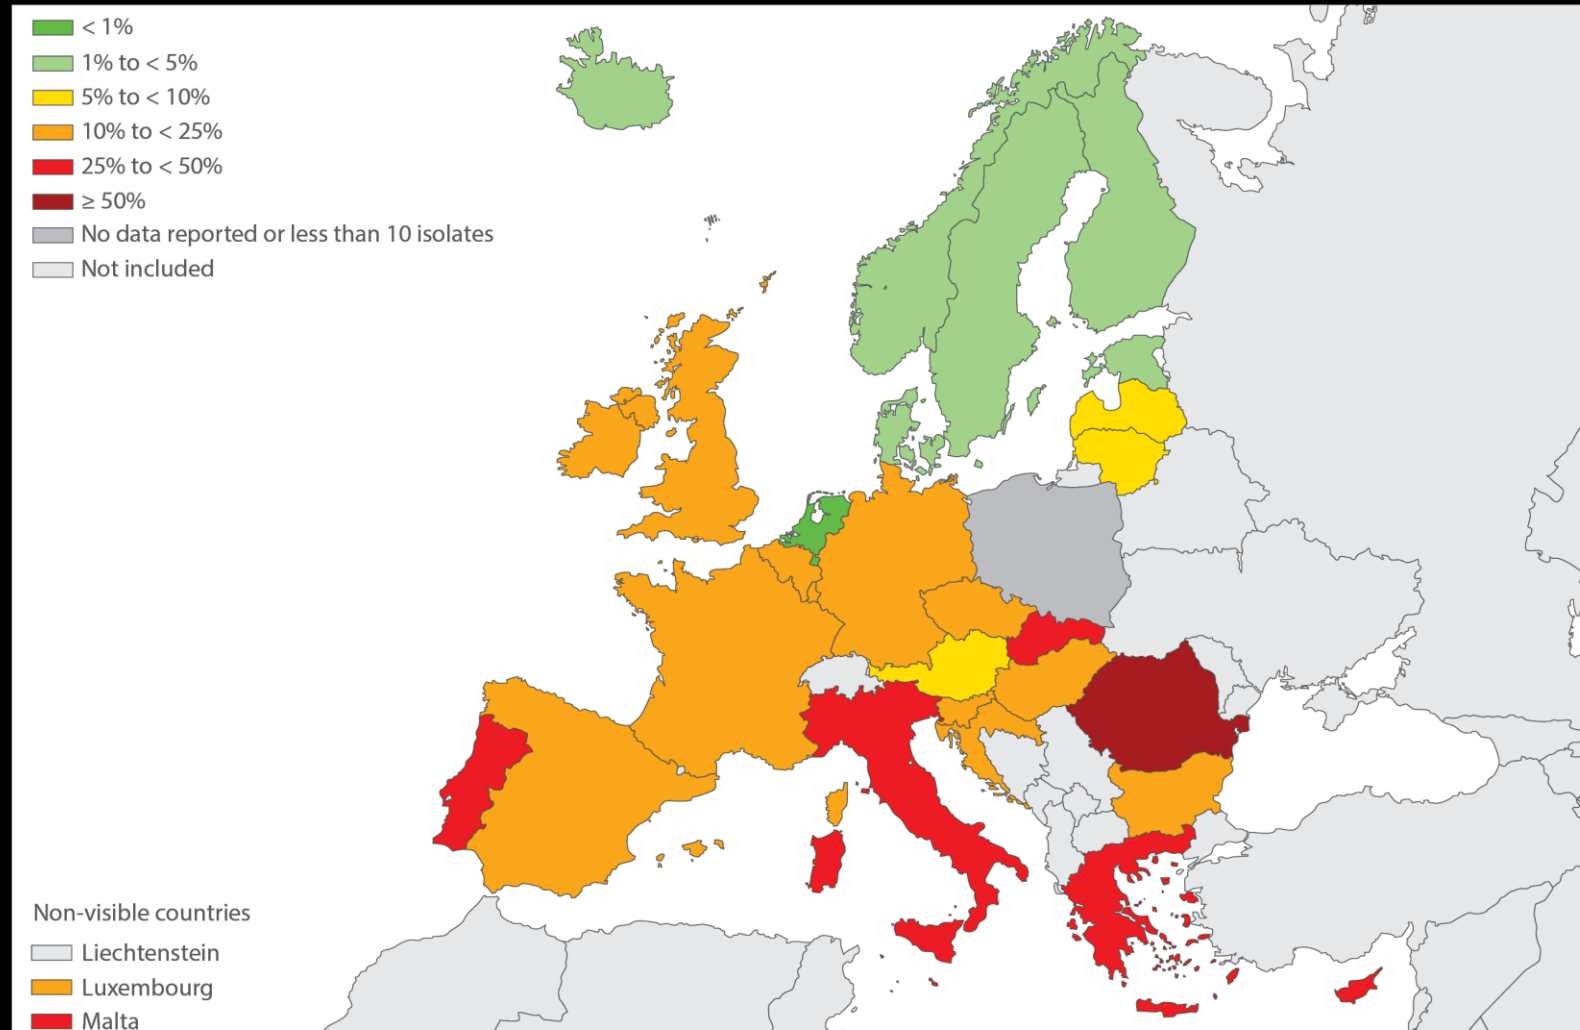 < 1%
1% to < 5%
5% to < 10%
10% to < 25%
25% to < 50%
≥ 50%
No data reported or less than 10 isolates
Not included
Non-visible countries
Liechtenstein
Luxembourg
Malta